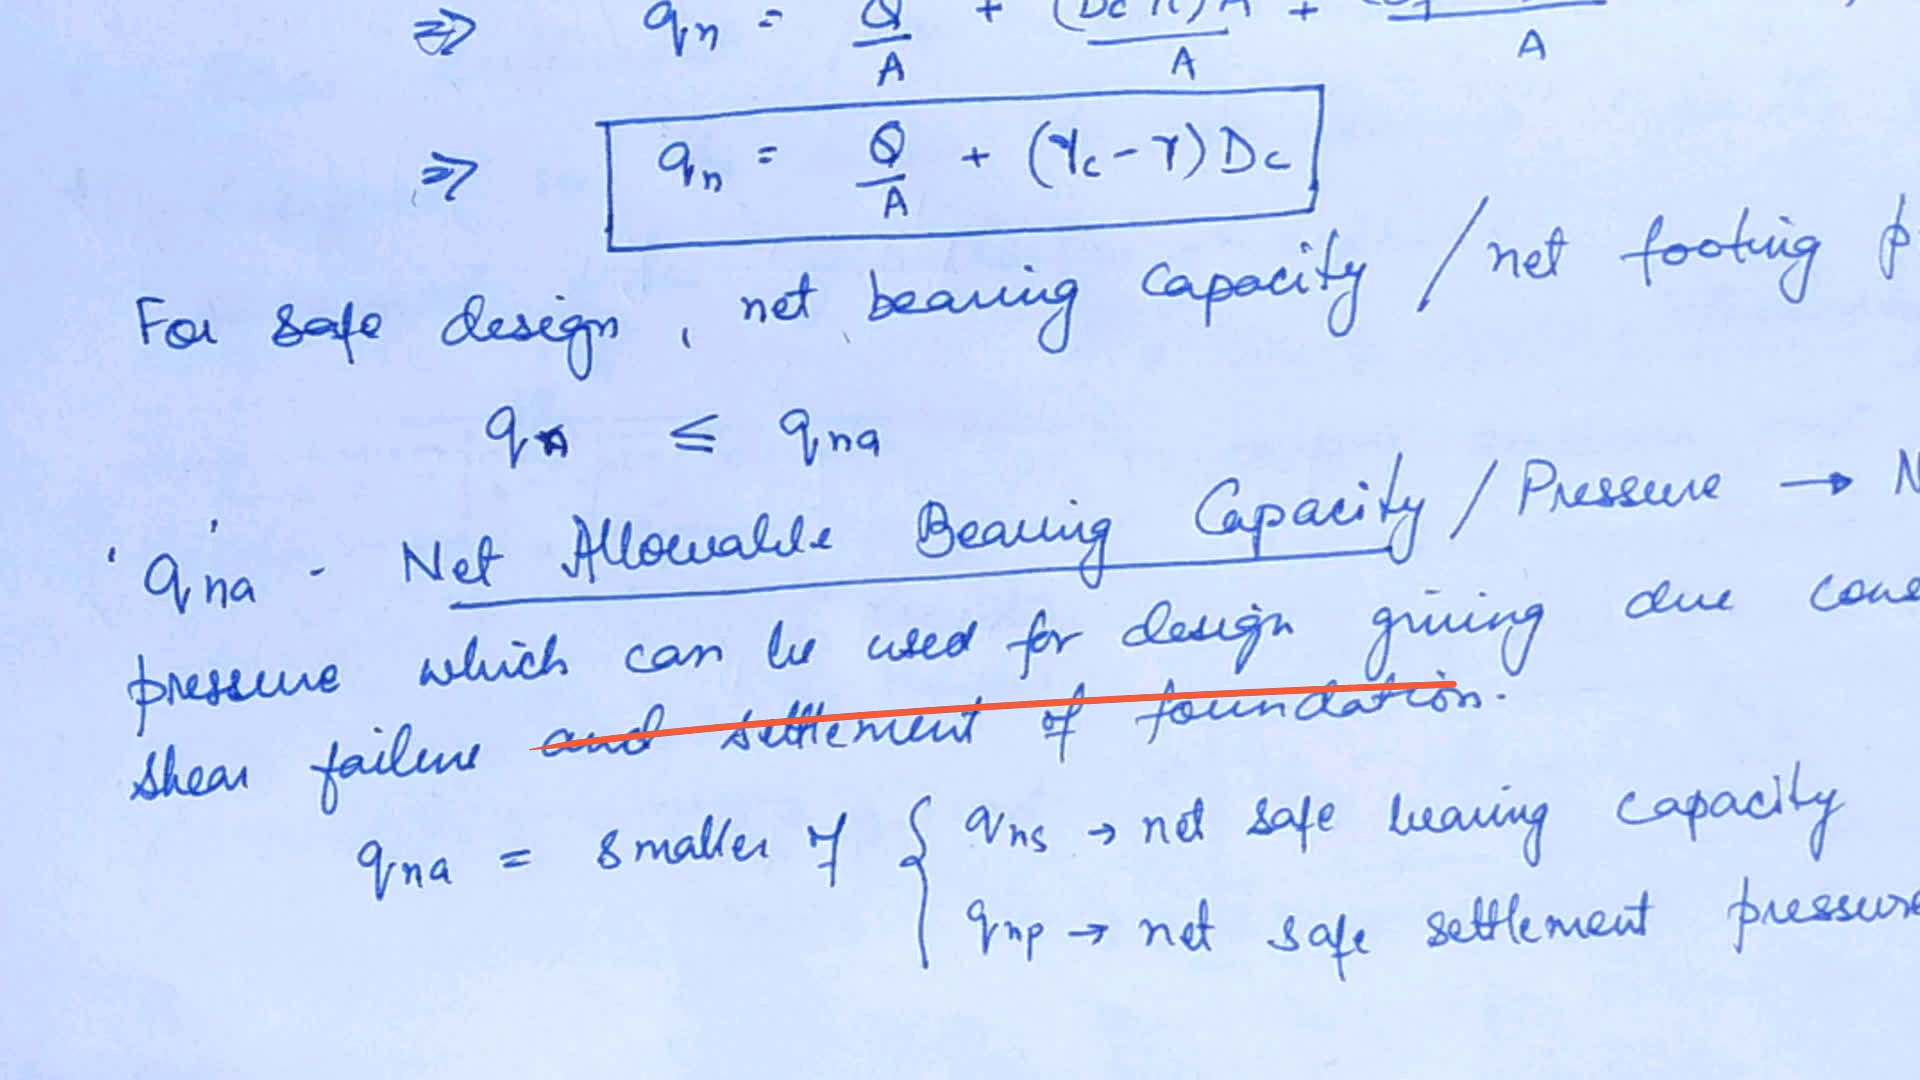 ⇒ qn = Q/A + A + A
⇒ qn = Q/A + (γc - γ) Dc
For safe design, net bearing capacity / net footing
qn ≤ qna
'qna' - Net Allowable Bearing Capacity / Pressure →
pressure which can be used for design giving due
shear failure and settlement of foundation.
qna = smaller of { qns → net safe bearing capacity
qnp → net safe settlement pressure